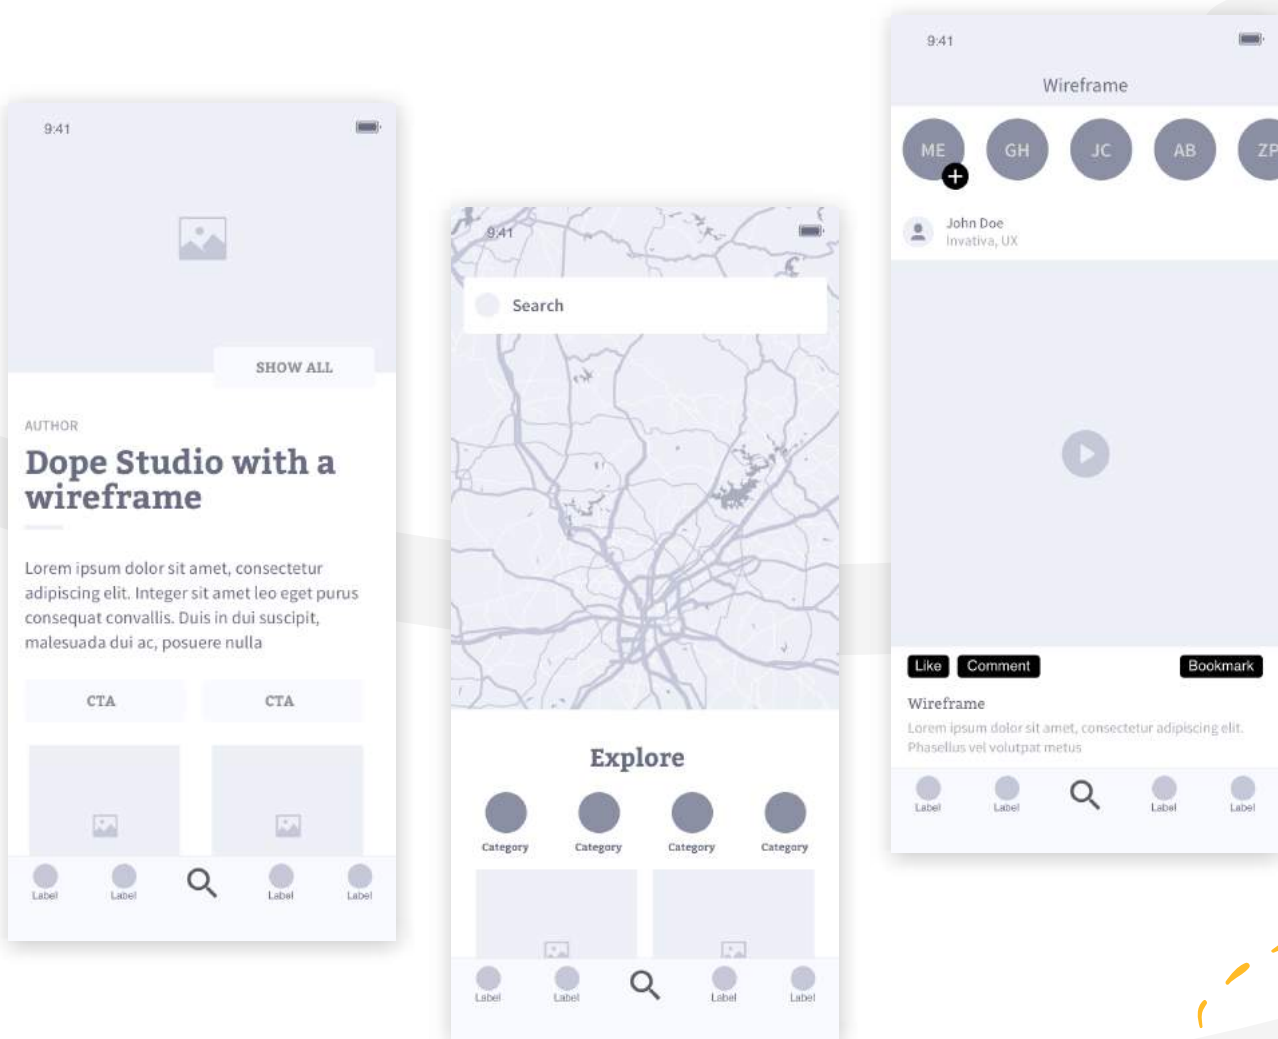 9:41
SHOW ALL
AUTHOR
Dope Studio with a
wireframe
Lorem ipsum dolor sit amet, consectetur
adipiscing elit. Integer sit amet leo eget purus
consequat convallis. Duis in dui suscipit,
malesuada dui ac, posuere nulla
CTA CTA
Label Label Label Label
9:41
Search
Explore
Category Category Category Category
Label Label Label Label
9:41
Wireframe
ME GH JC AB ZP
John Doe
Invativa, UX
Like Comment Bookmark
Wireframe
Lorem ipsum dolor sit amet, consectetur adipiscing elit.
Phasellus vel volutpat metus
Label Label Label Label